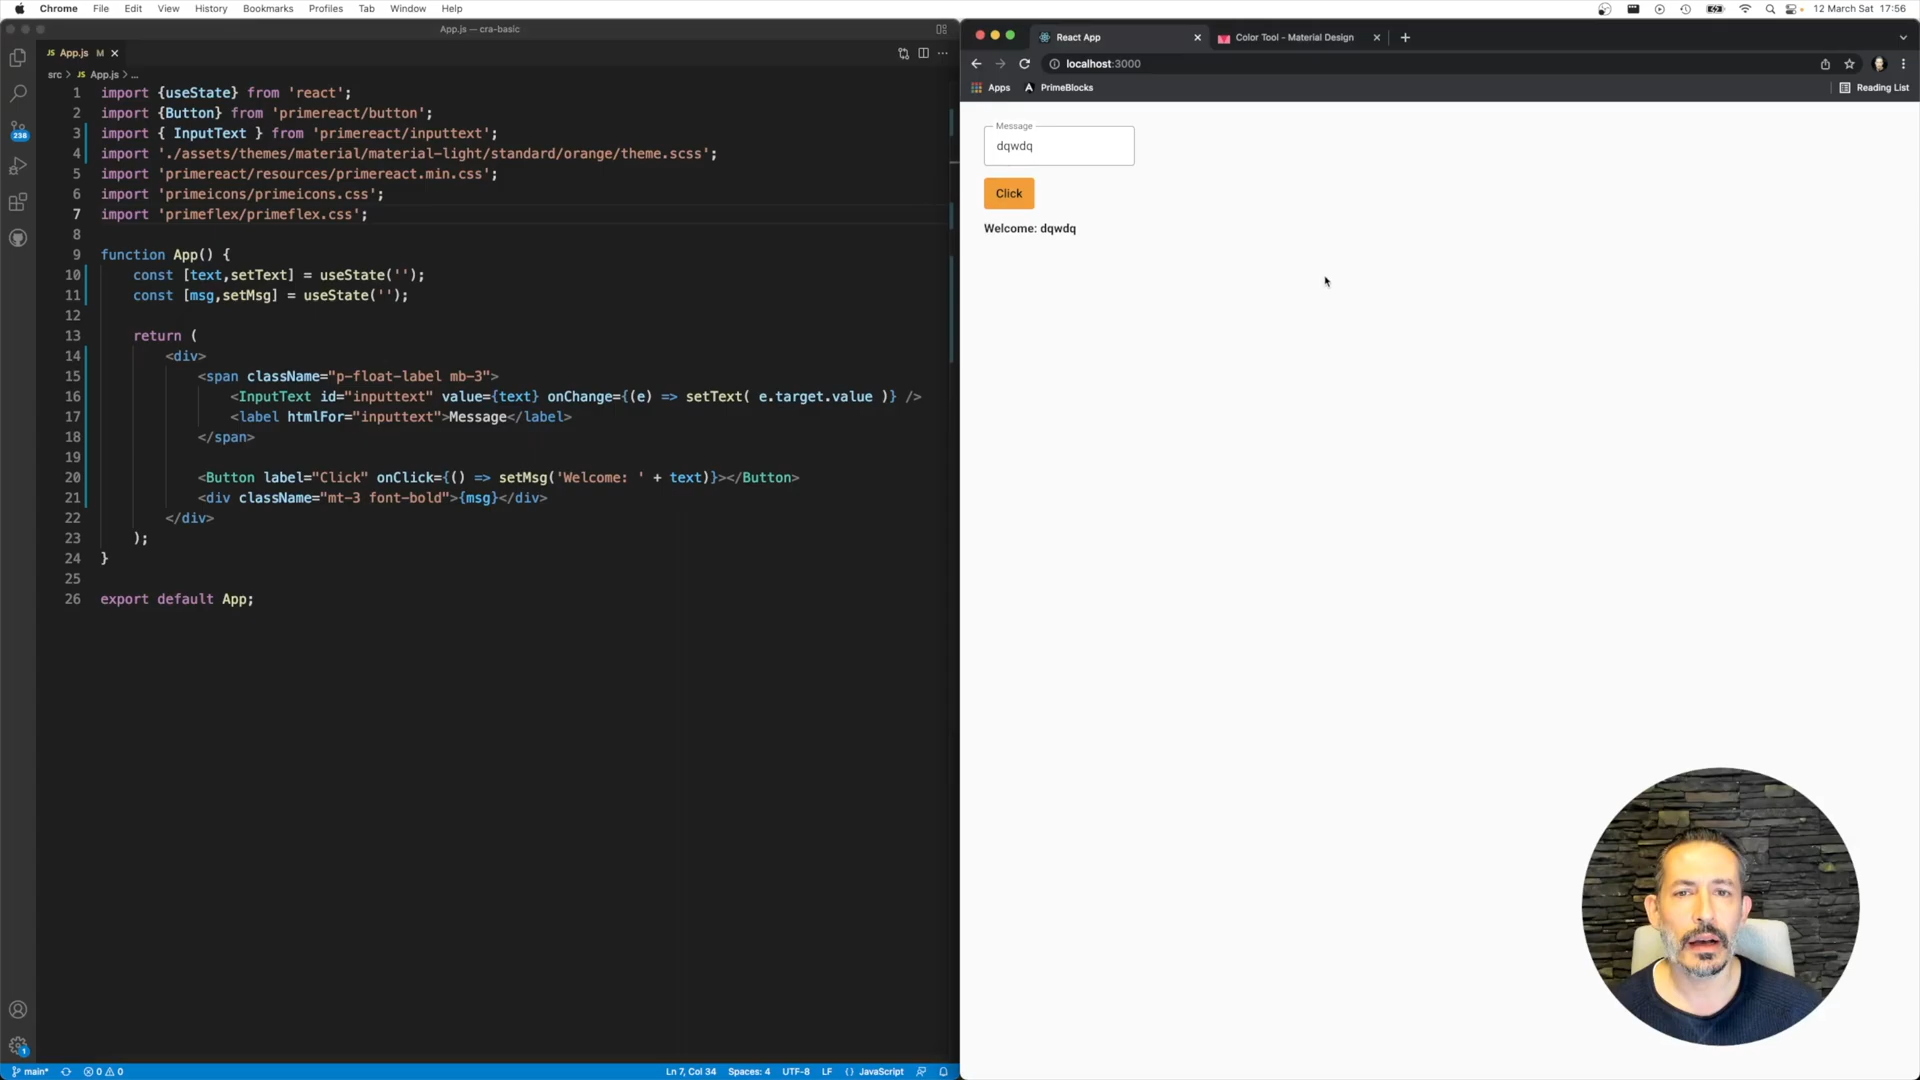 Chrome File Edit View History Bookmarks Profiles Tab Window Help 12 March Sat 17:56
App.js — cra-basic
JS App.js M
src > JS App.js > ...
1 import {useState} from 'react';
2 import {Button} from 'primereact/button';
3 import { InputText } from 'primereact/inputtext';
4 import './assets/themes/material/material-light/standard/orange/theme.scss';
5 import 'primereact/resources/primereact.min.css';
6 import 'primeicons/primeicons.css';
7 import 'primeflex/primeflex.css';
8
9 function App() {
10 const [text,setText] = useState('');
11 const [msg,setMsg] = useState('');
12
13 return (
14 <div>
15 <span className="p-float-label mb-3">
16 <InputText id="inputtext" value={text} onChange={(e) => setText( e.target.value )} />
17 <label htmlFor="inputtext">Message</label>
18 </span>
19
20 <Button label="Click" onClick={() => setMsg('Welcome: ' + text)}></Button>
21 <div className="mt-3 font-bold">{msg}</div>
22 </div>
23 );
24 }
25
26 export default App;
238
1
main* 0 0 Ln 7, Col 34 Spaces: 4 UTF-8 LF {} JavaScript
React App Color Tool - Material Design
localhost:3000
Apps PrimeBlocks Reading List
Message
dqwdq
Click
Welcome: dqwdq